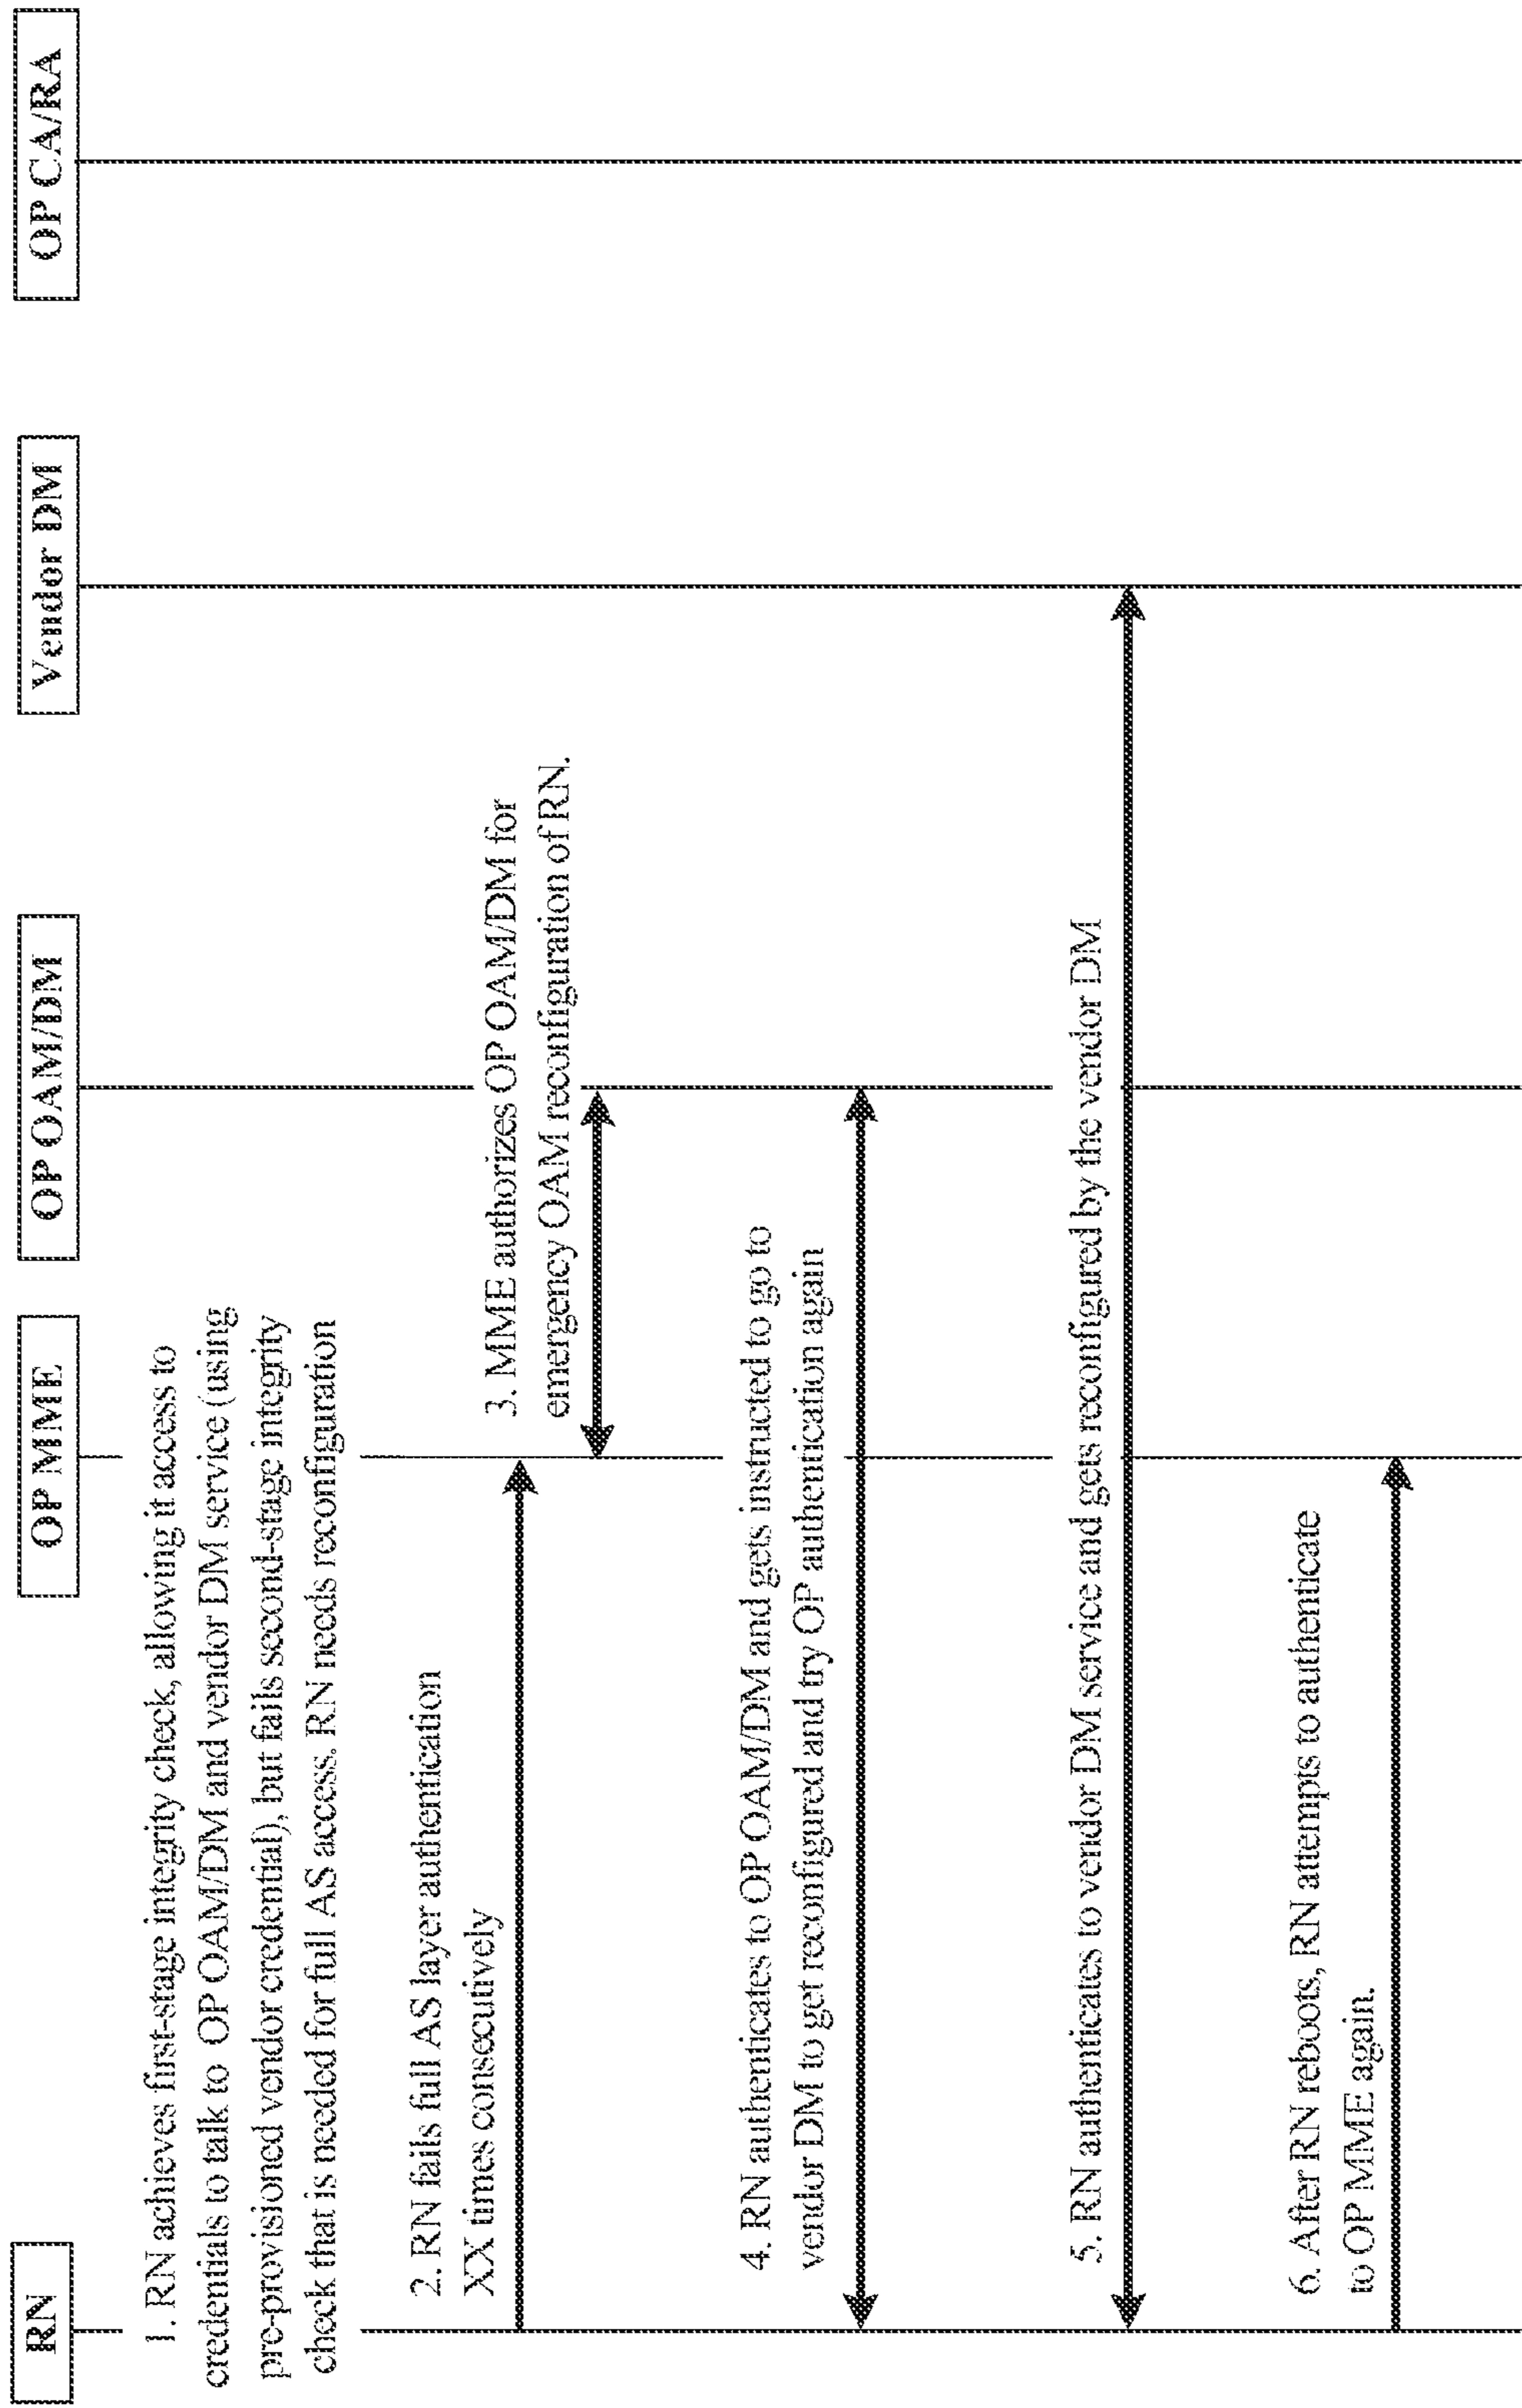 RN
OP MME
OP OAM/DM
Vendor DM
OP CA/RA
1. RN achieves first-stage integrity check, allowing it access to
credentials to talk to OP OAM/DM and vendor DM service (using
pre-provisioned vendor credential), but fails second-stage integrity
check that is needed for full AS access. RN needs reconfiguration
2. RN fails full AS layer authentication
XX times consecutively
3. MME authorizes OP OAM/DM for
emergency OAM reconfiguration of RN.
4. RN authenticates to OP OAM/DM and gets instructed to go to
vendor DM to get reconfigured and try OP authentication again
5. RN authenticates to vendor DM service and gets reconfigured by the vendor DM
6. After RN reboots, RN attempts to authenticate
to OP MME again.